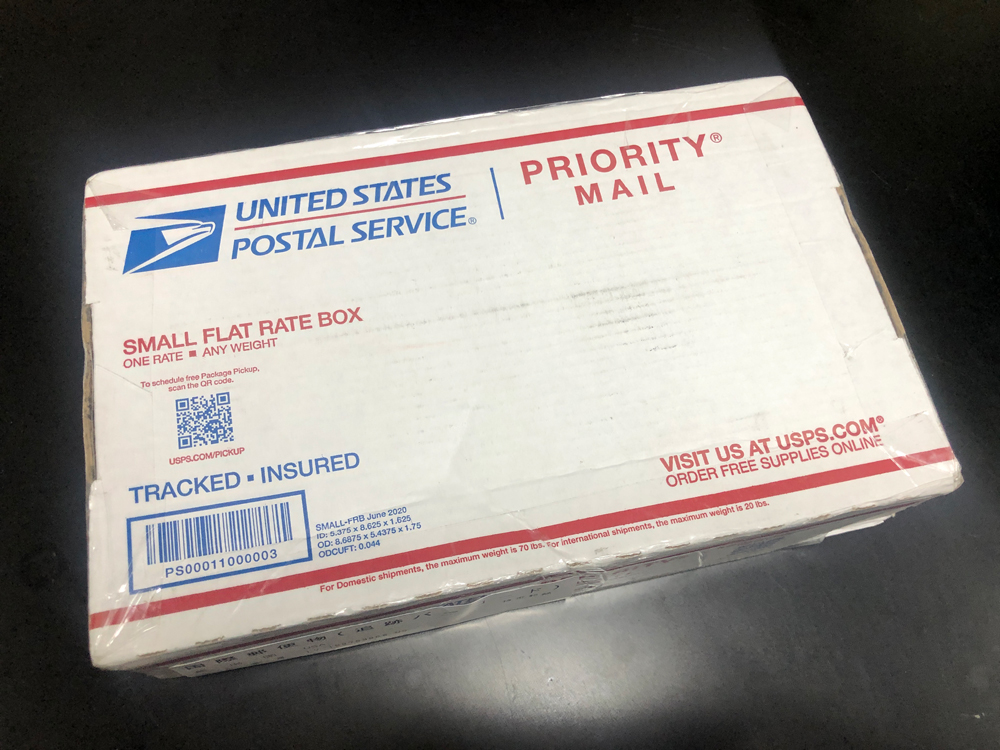 UNITED STATES
POSTAL SERVICE®
PRIORITY®
MAIL
SMALL FLAT RATE BOX
ONE RATE ■ ANY WEIGHT
To schedule free Package Pickup,
scan the QR code.
USPS.COM/PICKUP
TRACKED ■ INSURED
PS00011000003
SMALL-FRB June 2020
ID: 5.375 x 8.625 x 1.625
OD: 8.6875 x 5.4375 x 1.75
ODCUFT: 0.044
VISIT US AT USPS.COM®
ORDER FREE SUPPLIES ONLINE
For Domestic shipments, the maximum weight is 70 lbs. For international shipments, the maximum weight is 20 lbs.